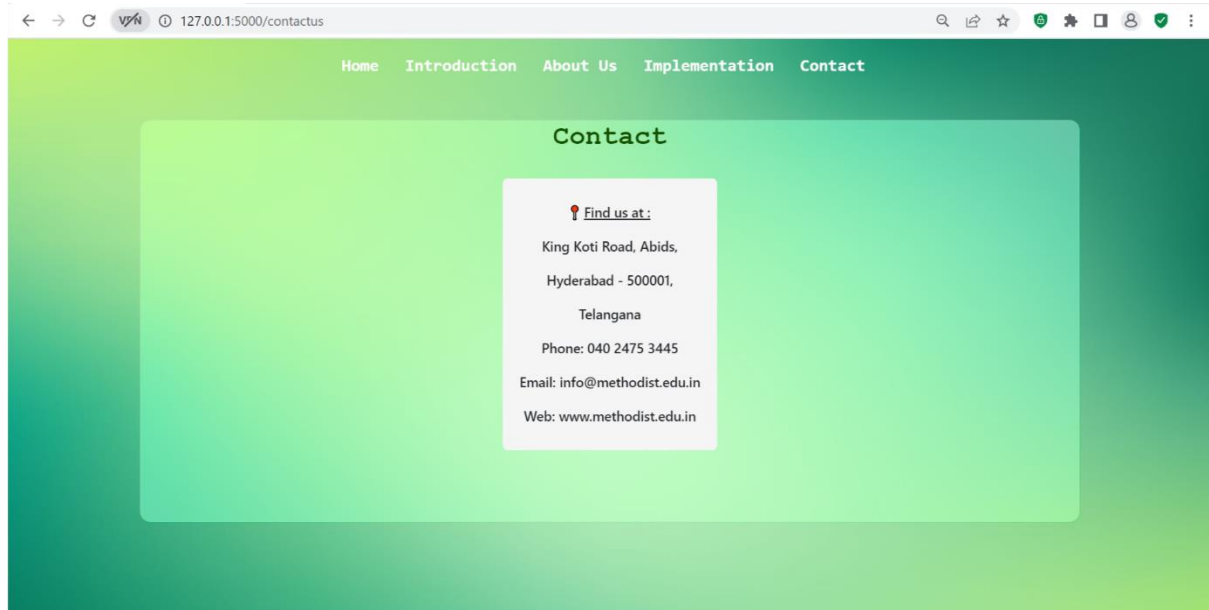 VPN 127.0.0.1:5000/contactus
Home Introduction About Us Implementation Contact
Contact
Find us at :
King Koti Road, Abids,
Hyderabad - 500001,
Telangana
Phone: 040 2475 3445
Email: info@methodist.edu.in
Web: www.methodist.edu.in